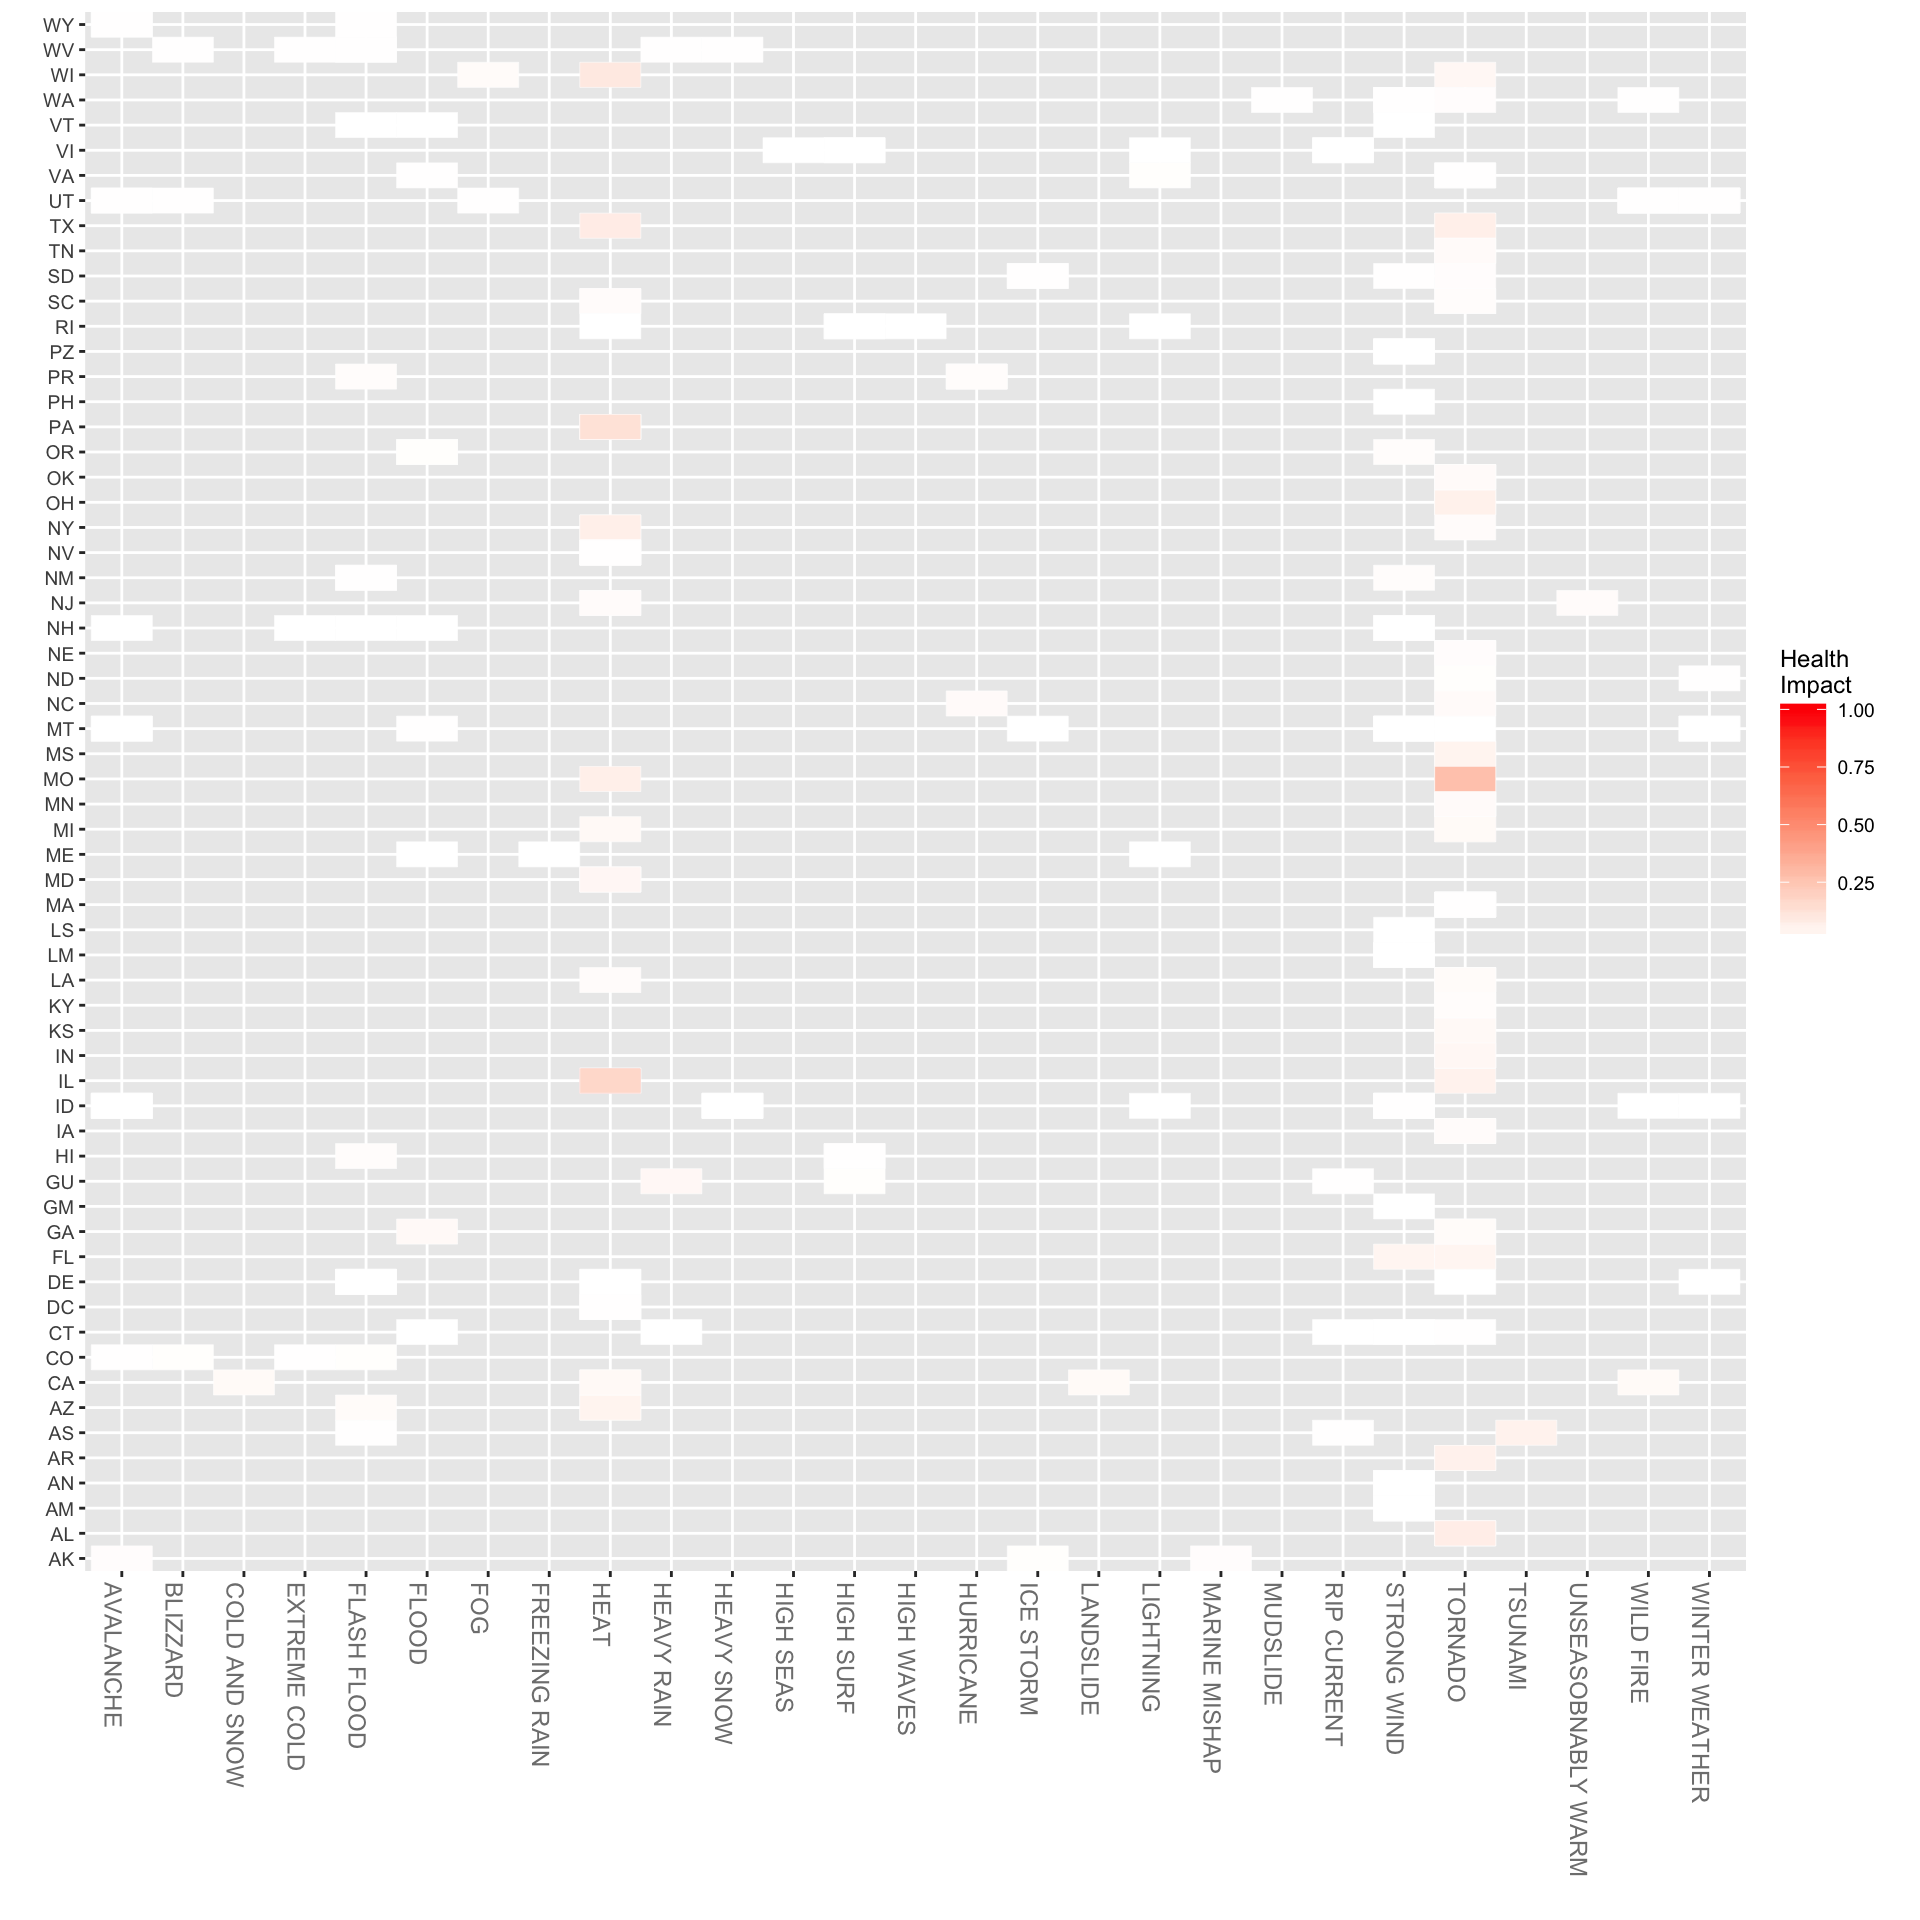 WY
WV
WI
WA
VT
VI
VA
UT
TX
TN
SD
SC
RI
PZ
PR
PH
PA
OR
OK
OH
NY
NV
NM
NJ
NH
NE
ND
NC
MT
MS
MO
MN
MI
ME
MD
MA
LS
LM
LA
KY
KS
IN
IL
ID
IA
HI
GU
GM
GA
FL
DE
DC
CT
CO
CA
AZ
AS
AR
AN
AM
AL
AK
AVALANCHE
BLIZZARD
COLD AND SNOW
EXTREME COLD
FLASH FLOOD
FLOOD
FOG
FREEZING RAIN
HEAT
HEAVY RAIN
HEAVY SNOW
HIGH SEAS
HIGH SURF
HIGH WAVES
HURRICANE
ICE STORM
LANDSLIDE
LIGHTNING
MARINE MISHAP
MUDSLIDE
RIP CURRENT
STRONG WIND
TORNADO
TSUNAMI
UNSEASOBNABLY WARM
WILD FIRE
WINTER WEATHER
Health
Impact
1.00
0.75
0.50
0.25